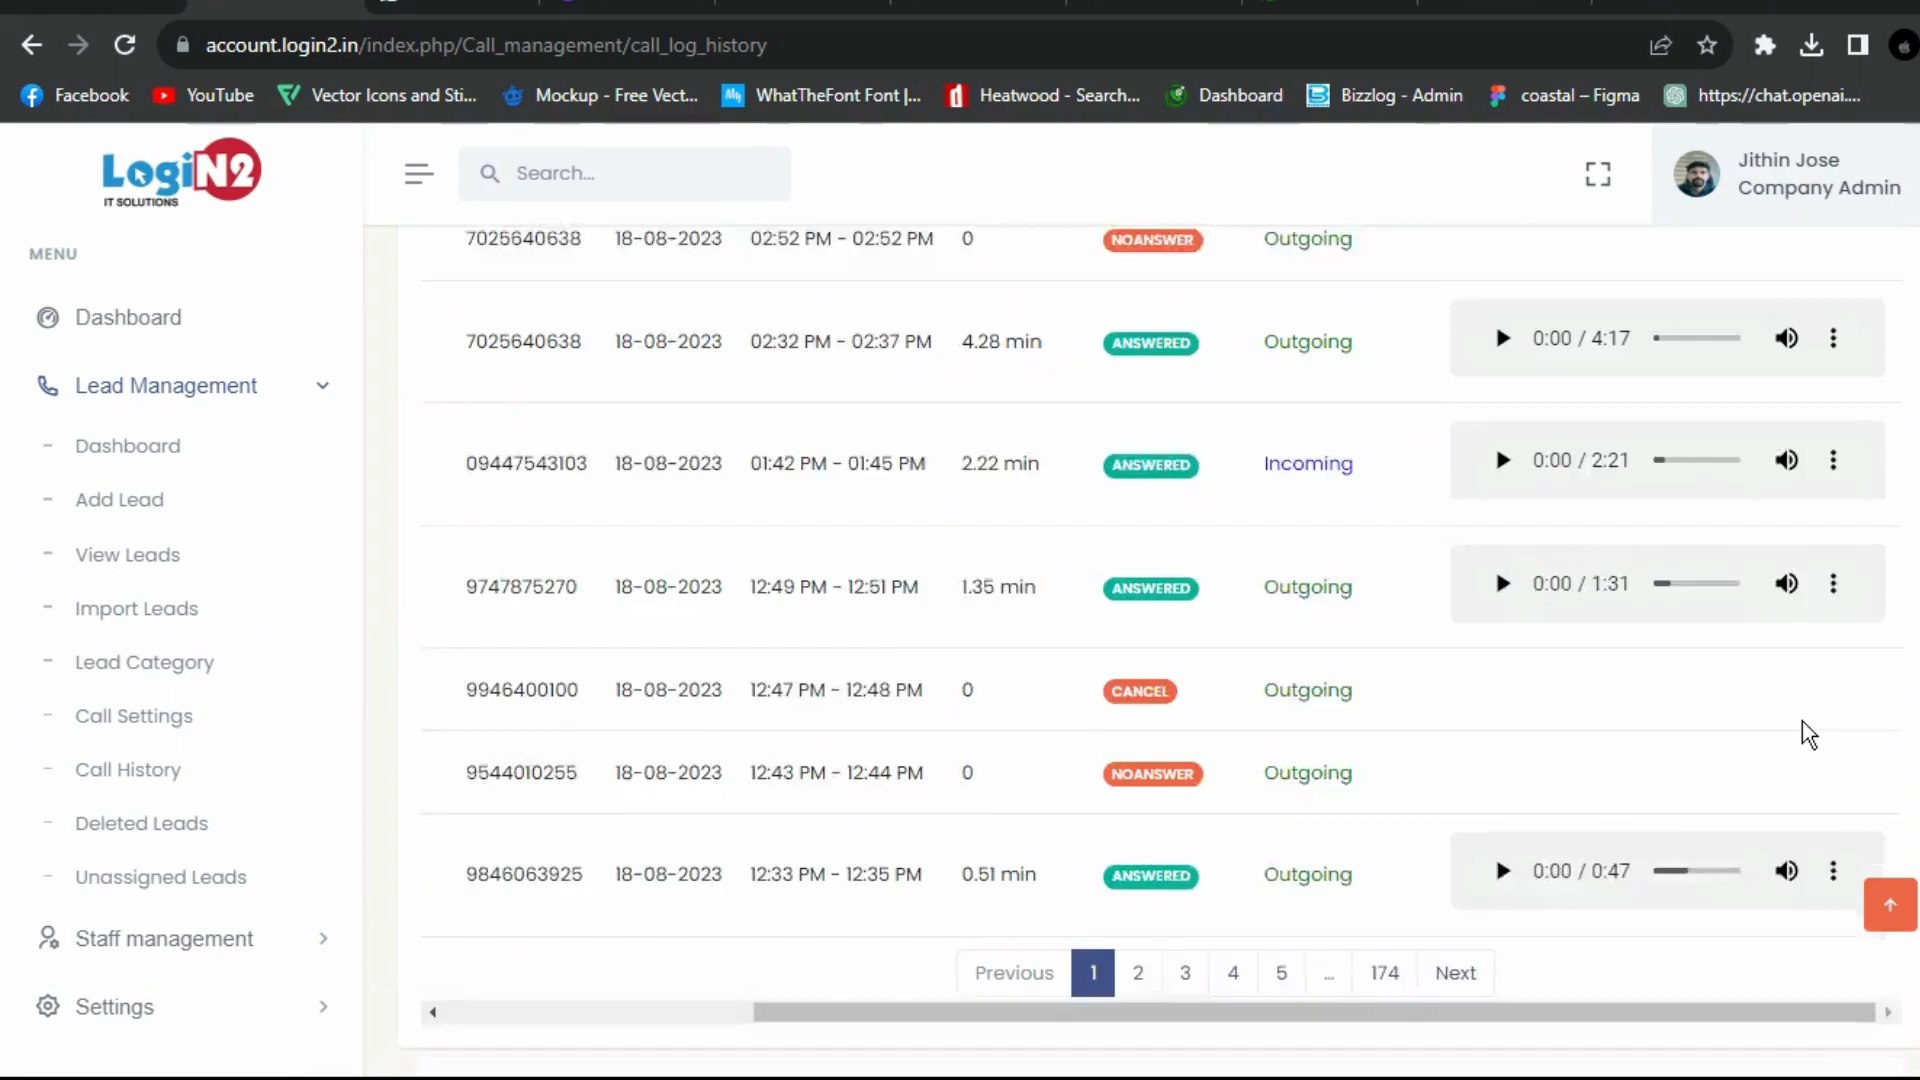 account.login2.in/index.php/Call_management/call_log_history
Facebook YouTube Vector Icons and Sti... Mockup - Free Vect... WhatTheFont Font |... Heatwood - Search... Dashboard Bizzlog - Admin coastal – Figma https://chat.openai....
LogiN2
IT SOLUTIONS
Search...
Jithin Jose
Company Admin
MENU
Dashboard
Lead Management
Dashboard
Add Lead
View Leads
Import Leads
Lead Category
Call Settings
Call History
Deleted Leads
Unassigned Leads
Staff management
Settings
7025640638 18-08-2023 02:52 PM - 02:52 PM 0 NOANSWER Outgoing
7025640638 18-08-2023 02:32 PM - 02:37 PM 4.28 min ANSWERED Outgoing 0:00 / 4:17
09447543103 18-08-2023 01:42 PM - 01:45 PM 2.22 min ANSWERED Incoming 0:00 / 2:21
9747875270 18-08-2023 12:49 PM - 12:51 PM 1.35 min ANSWERED Outgoing 0:00 / 1:31
9946400100 18-08-2023 12:47 PM - 12:48 PM 0 CANCEL Outgoing
9544010255 18-08-2023 12:43 PM - 12:44 PM 0 NOANSWER Outgoing
9846063925 18-08-2023 12:33 PM - 12:35 PM 0.51 min ANSWERED Outgoing 0:00 / 0:47
Previous 1 2 3 4 5 ... 174 Next